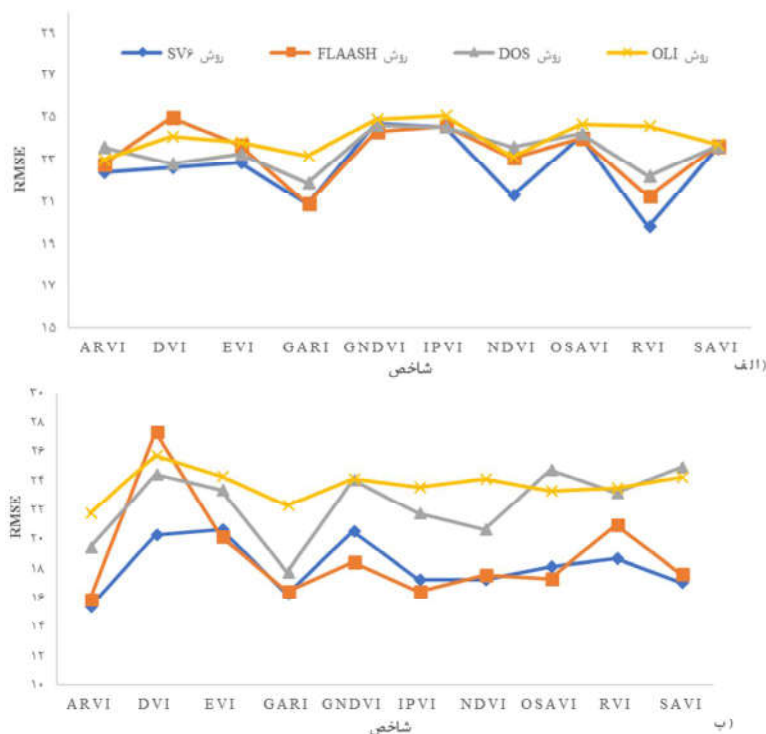 ۲۹
روش SV۶ روش FLAASH روش DOS روش OLI
۲۷
۲۵
۲۳
۲۱
۱۹
۱۷
۱۵
RMSE
ARVI DVI EVI GARI GNDVI IPVI NDVI OSAVI RVI SAVI
شاخص
الف)
۳۰
۲۸
۲۶
۲۴
۲۲
۲۰
۱۸
۱۶
۱۴
۱۲
۱۰
RMSE
ARVI DVI EVI GARI GNDVI IPVI NDVI OSAVI RVI SAVI
شاخص
ب)